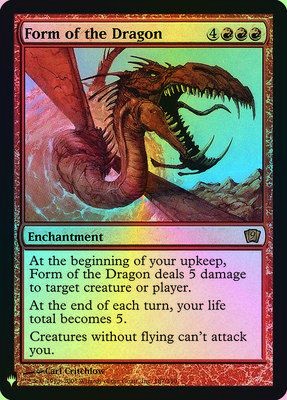 Form of the Dragon 4
Enchantment 9
At the beginning of your upkeep,
Form of the Dragon deals 5 damage
to target creature or player.
At the end of each turn, your life
total becomes 5.
Creatures without flying can't attack
you.
Carl Critchlow